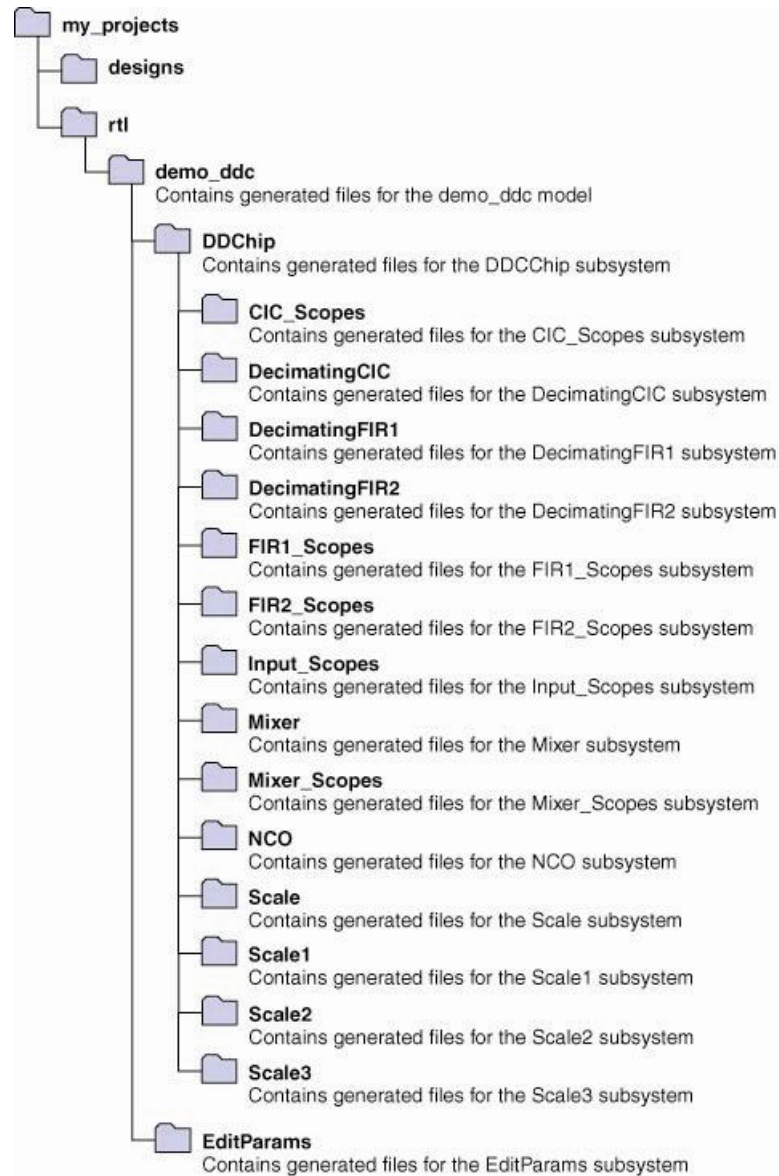 my_projects
designs
rtl
demo_ddc
Contains generated files for the demo_ddc model
DDChip
Contains generated files for the DDCChip subsystem
CIC_Scopes
Contains generated files for the CIC_Scopes subsystem
DecimatingCIC
Contains generated files for the DecimatingCIC subsystem
DecimatingFIR1
Contains generated files for the DecimatingFIR1 subsystem
DecimatingFIR2
Contains generated files for the DecimatingFIR2 subsystem
FIR1_Scopes
Contains generated files for the FIR1_Scopes subsystem
FIR2_Scopes
Contains generated files for the FIR2_Scopes subsystem
Input_Scopes
Contains generated files for the Input_Scopes subsystem
Mixer
Contains generated files for the Mixer subsystem
Mixer_Scopes
Contains generated files for the Mixer_Scopes subsystem
NCO
Contains generated files for the NCO subsystem
Scale
Contains generated files for the Scale subsystem
Scale1
Contains generated files for the Scale1 subsystem
Scale2
Contains generated files for the Scale2 subsystem
Scale3
Contains generated files for the Scale3 subsystem
EditParams
Contains generated files for the EditParams subsystem